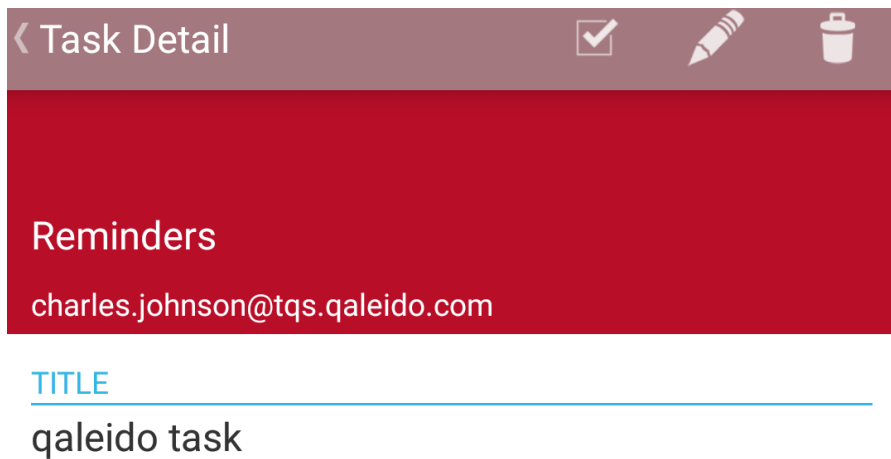 Task Detail
Reminders
charles.johnson@tqs.qaleido.com
TITLE
qaleido task